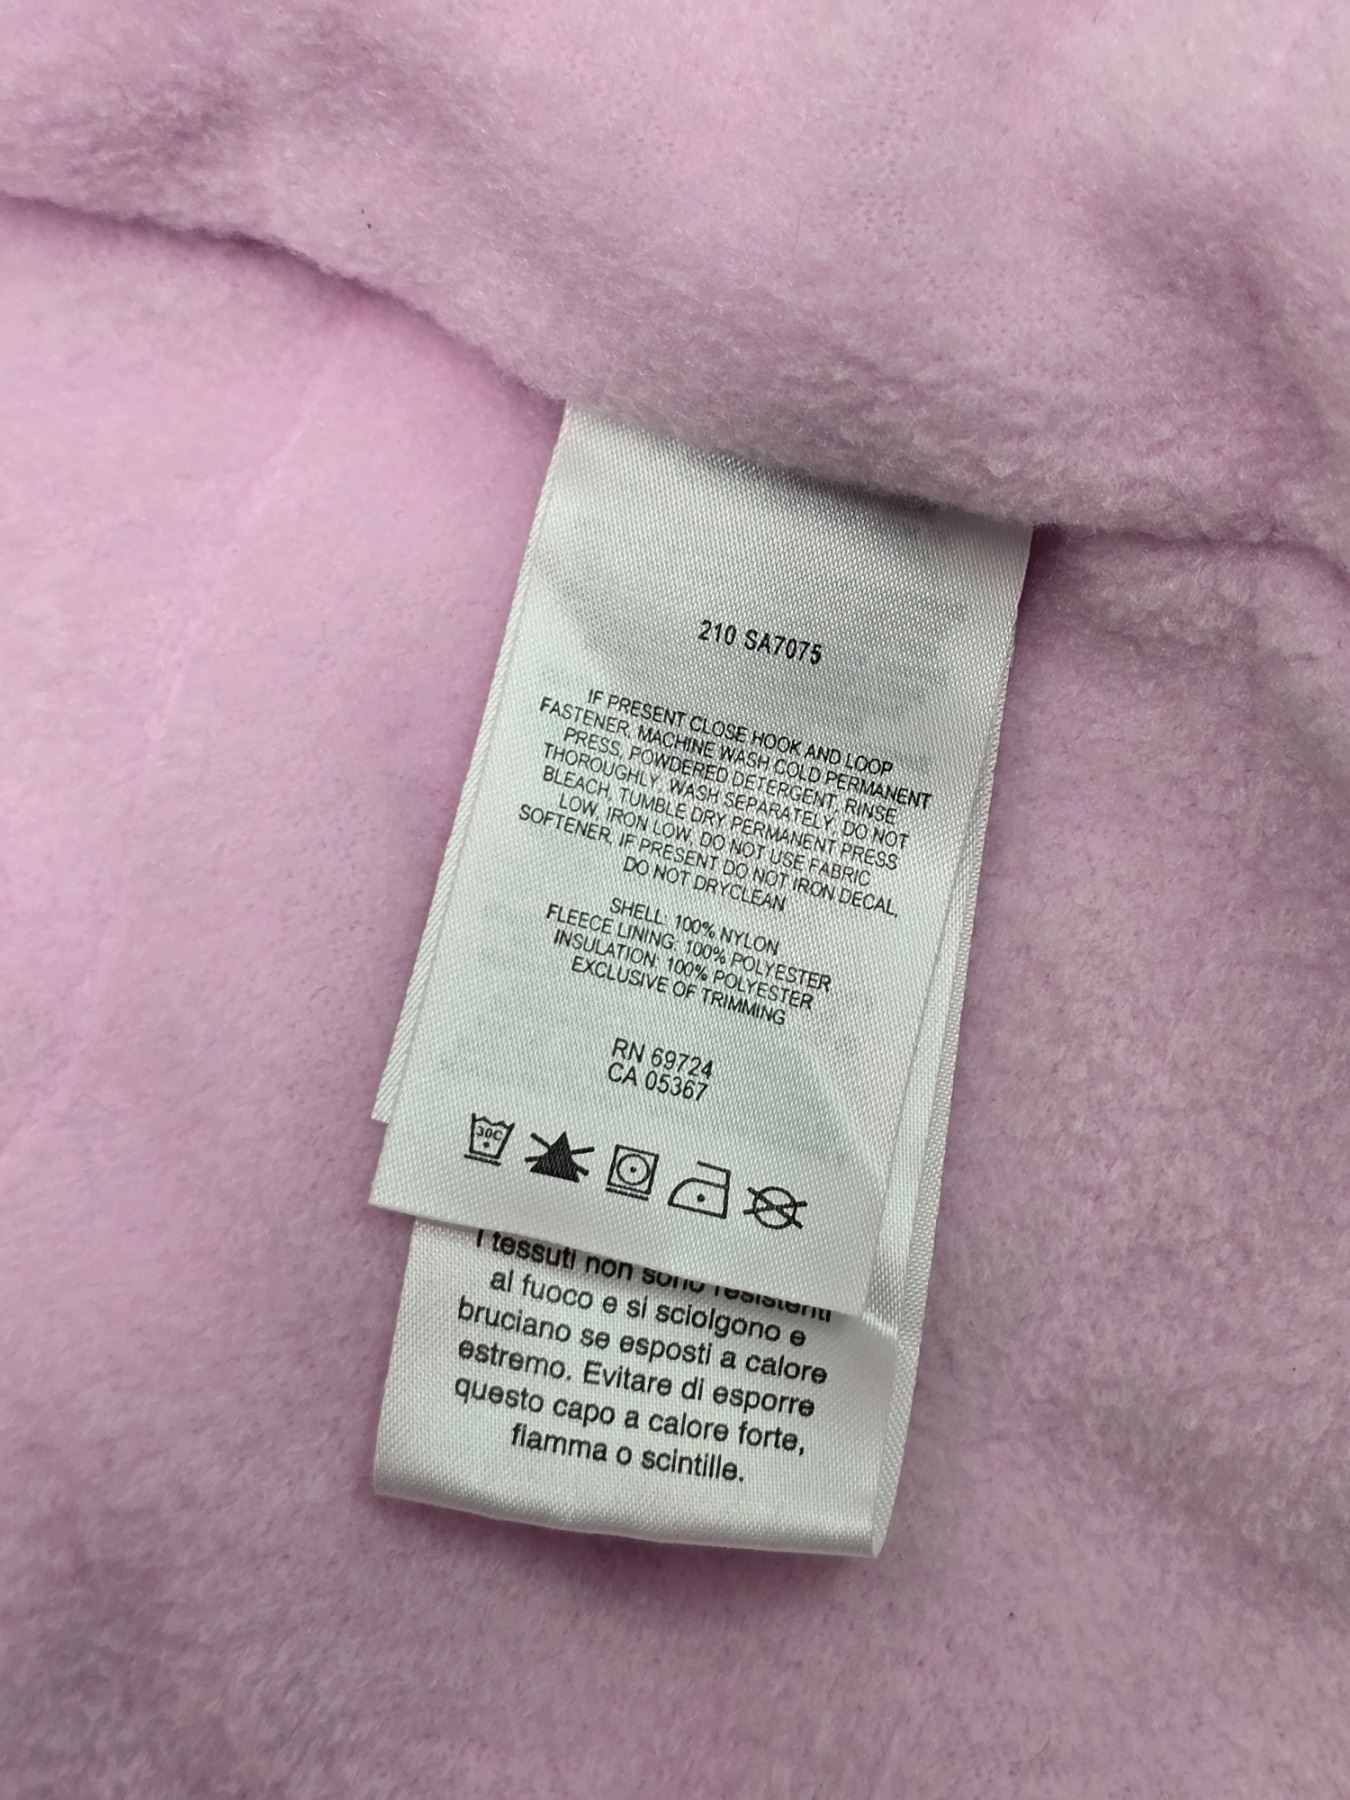 210 SA7075
IF PRESENT CLOSE HOOK AND LOOP
FASTENER, MACHINE WASH COLD PERMANENT
PRESS, POWDERED DETERGENT, RINSE
THOROUGHLY, WASH SEPARATELY, DO NOT
BLEACH, TUMBLE DRY PERMANENT PRESS
LOW, IRON LOW, DO NOT USE FABRIC
SOFTENER, IF PRESENT DO NOT IRON DECAL,
DO NOT DRYCLEAN
SHELL: 100% NYLON
FLEECE LINING: 100% POLYESTER
INSULATION: 100% POLYESTER
EXCLUSIVE OF TRIMMING
RN 69724
CA 05367
30C
I tessuti non sono resistenti
al fuoco e si sciolgono e
bruciano se esposti a calore
estremo. Evitare di esporre
questo capo a calore forte,
fiamma o scintille.